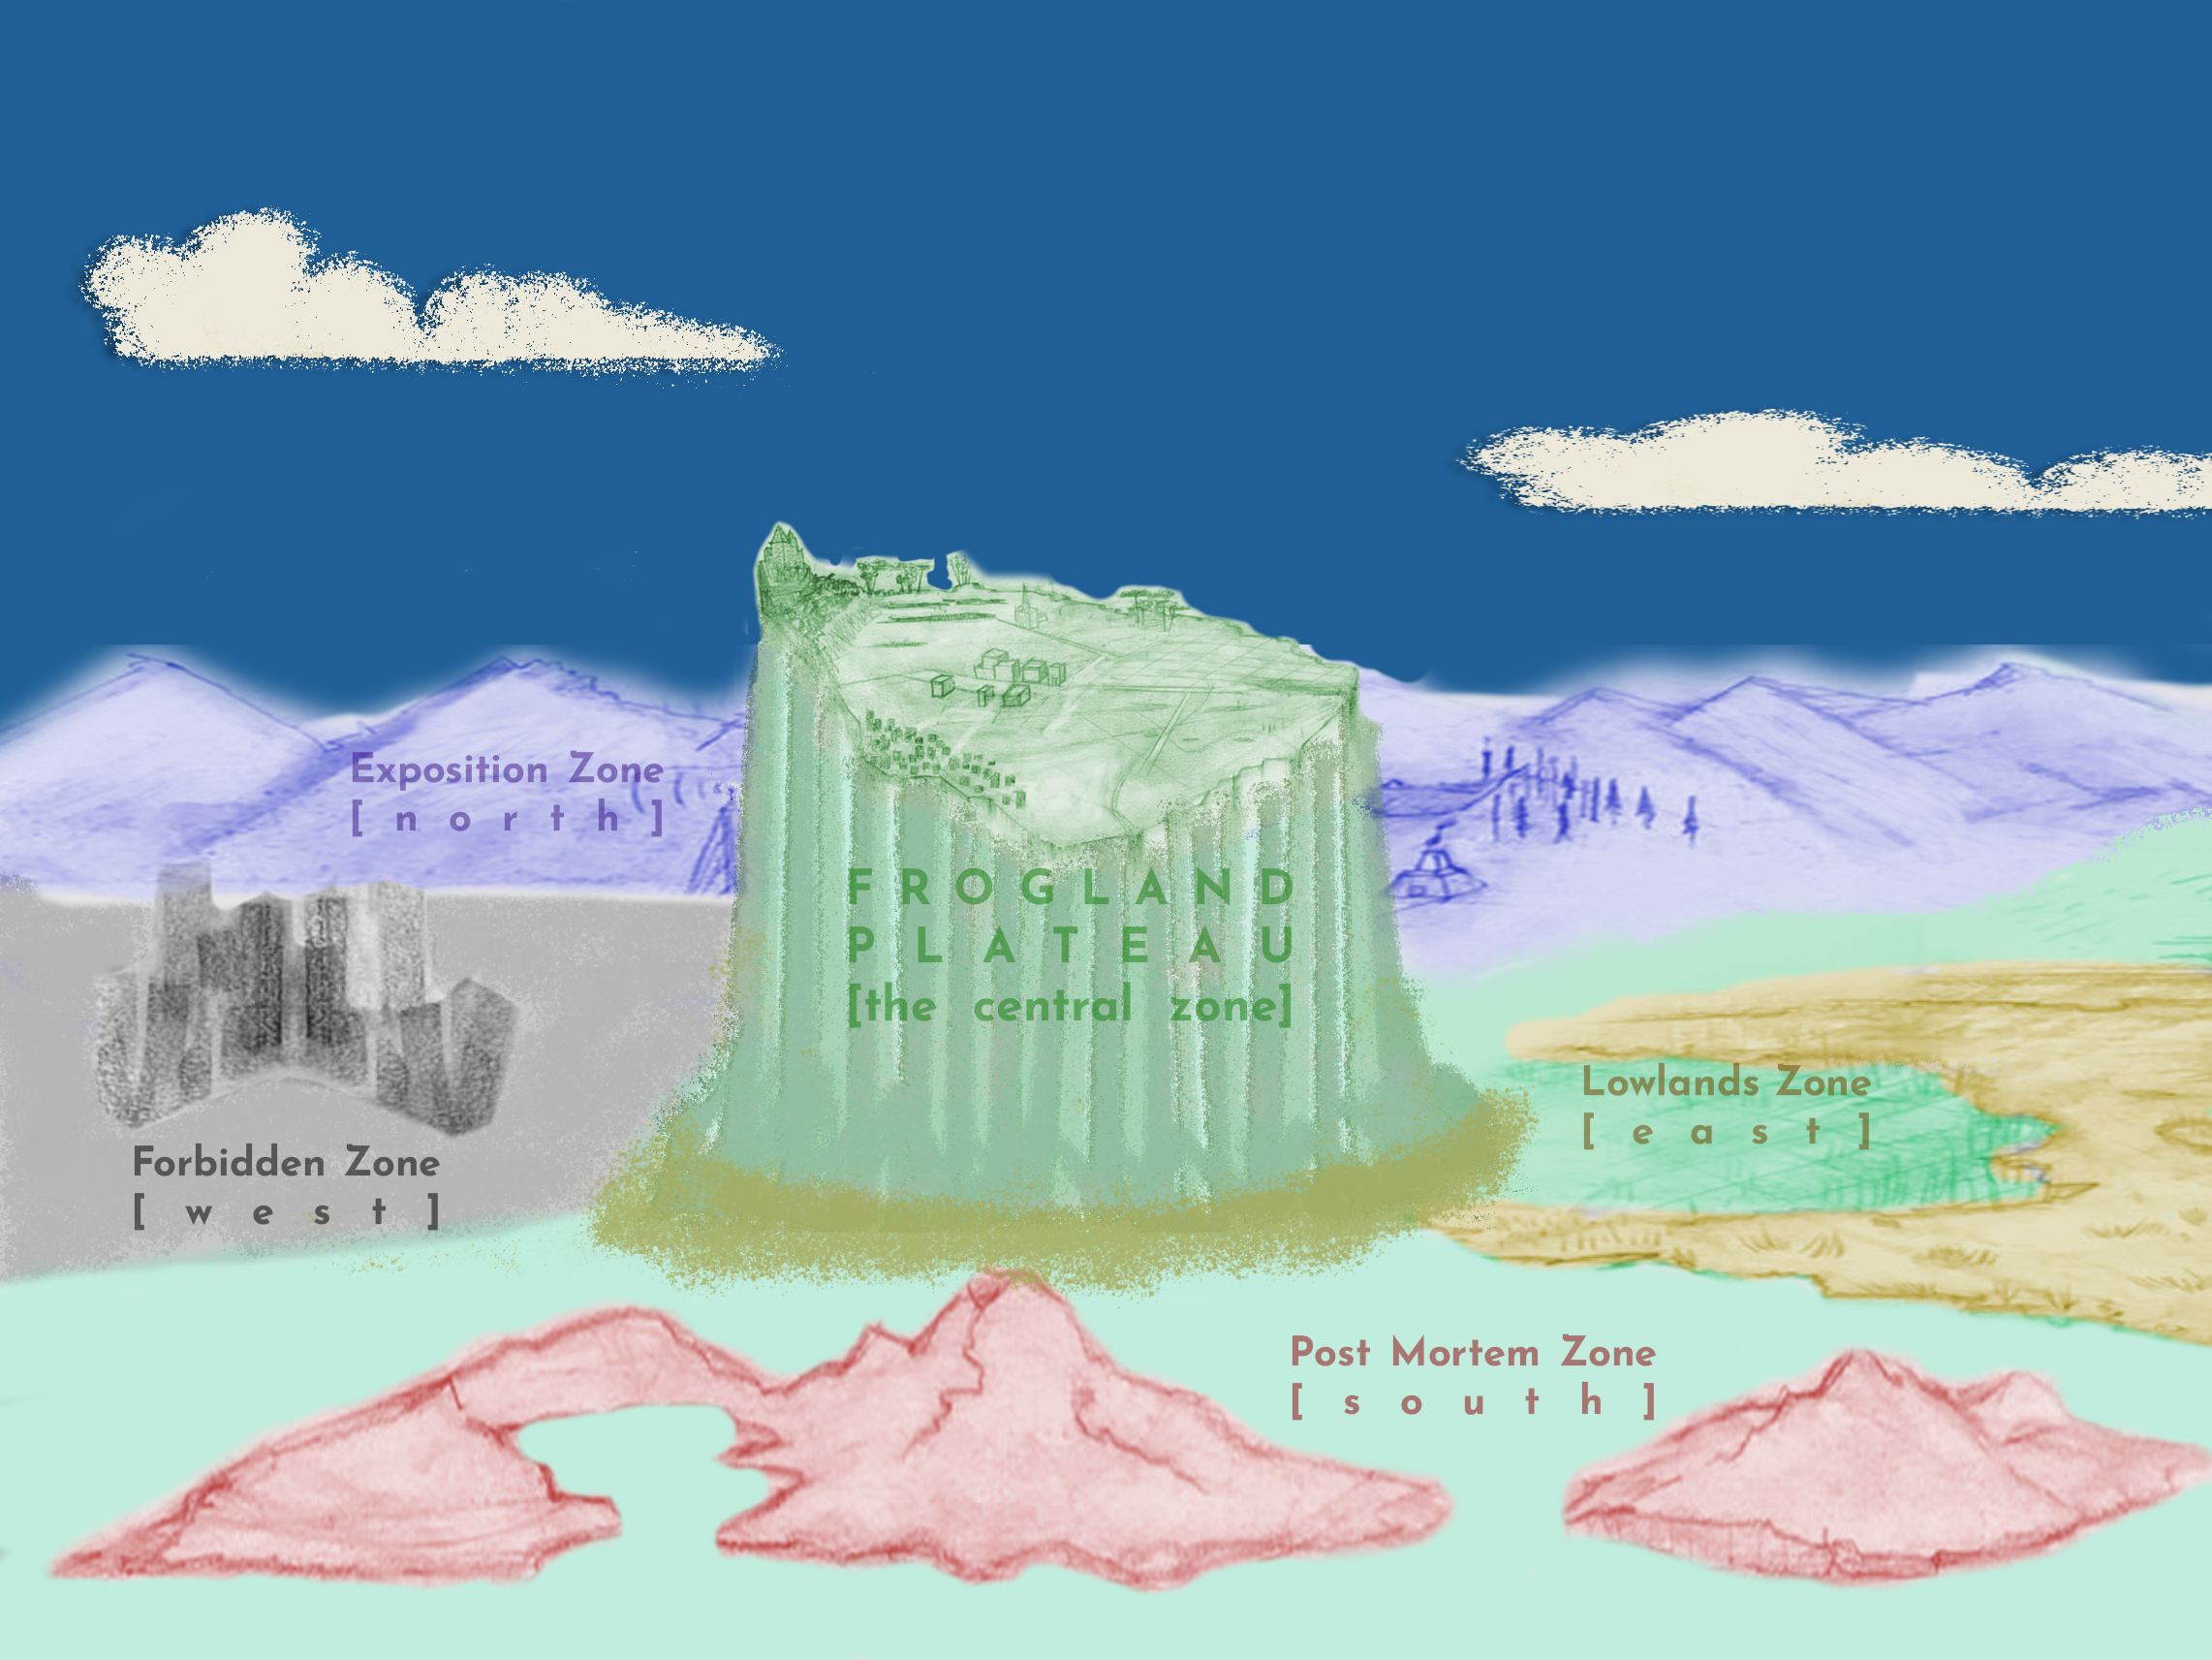 Exposition Zone
[ n o r t h ]
F R O G L A N D
P L A T E A U
[the central zone]
Lowlands Zone
[ e a s t ]
Forbidden Zone
[ w e s t ]
Post Mortem Zone
[ s o u t h ]